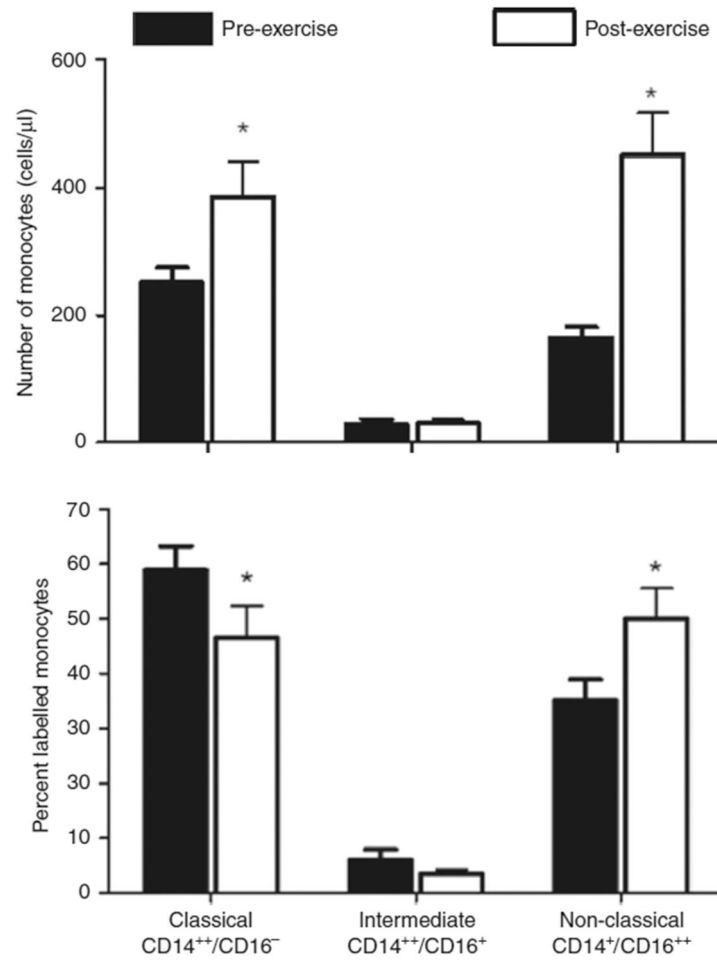 Pre-exercise Post-exercise
600
400
200
0
Number of monocytes (cells/µl)
* *
70
60
50
40
30
30
10
0
Percent labelled monocytes
* *
Classical Intermediate Non-classical
CD14⁺⁺/CD16⁻ CD14⁺⁺/CD16⁺ CD14⁺/CD16⁺⁺